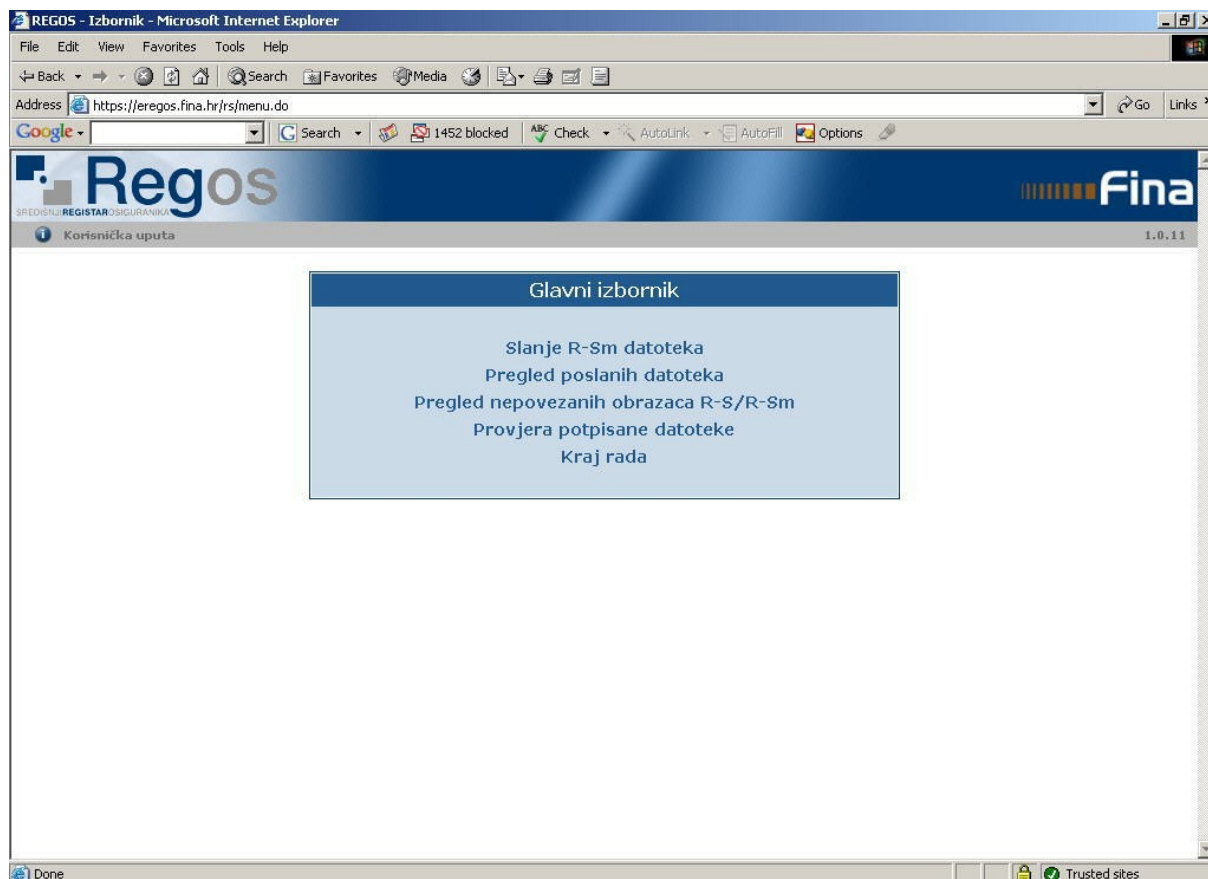 REGOS - Izbornik - Microsoft Internet Explorer
File Edit View Favorites Tools Help
Back Search Favorites Media
Address https://eregos.fina.hr/rs/menu.do Go Links
Google Search 1452 blocked ABC Check AutoLink AutoFill Options
Regos
SREDIŠNJI REGISTAR OSIGURANIKA
Fina
Korisnička uputa 1.0.11
Glavni izbornik
Slanje R-Sm datoteka
Pregled poslanih datoteka
Pregled nepovezanih obrazaca R-S/R-Sm
Provjera potpisane datoteke
Kraj rada
Done Trusted sites